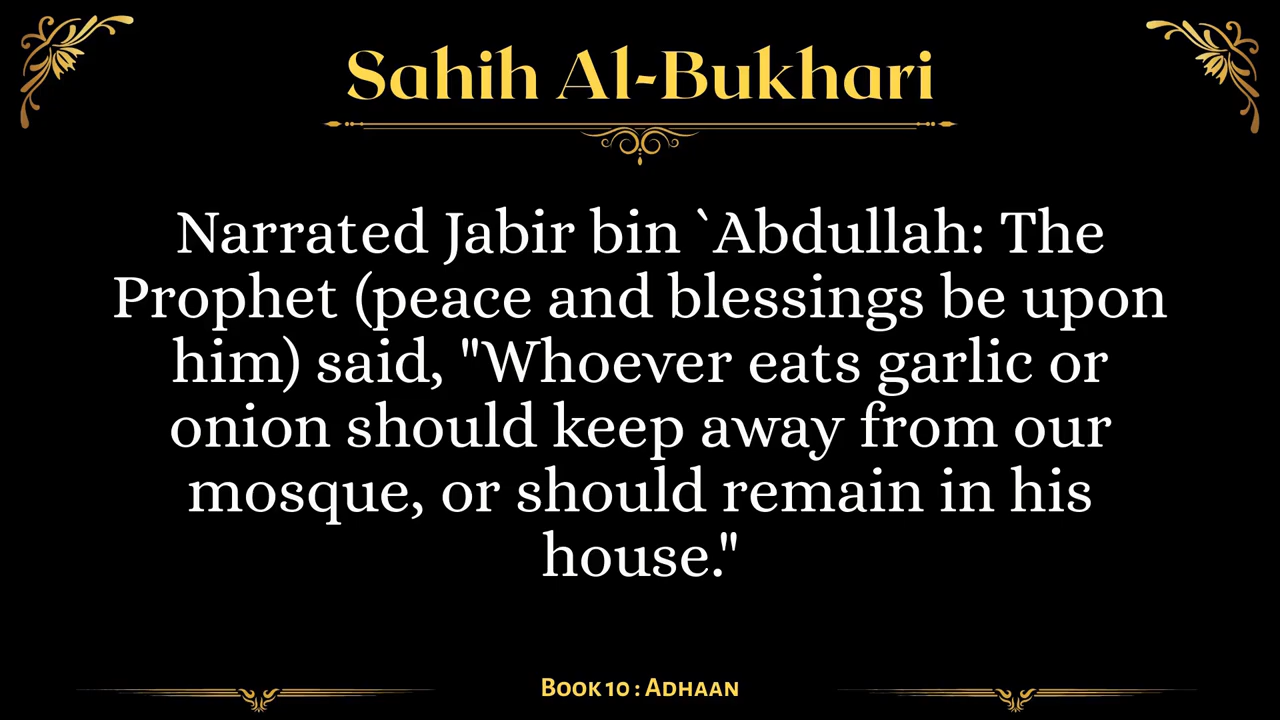 Sahih Al-Bukhari
Narrated Jabir bin `Abdullah: The
Prophet (peace and blessings be upon
him) said, "Whoever eats garlic or
onion should keep away from our
mosque, or should remain in his
house."
Book 10 : Adhaan